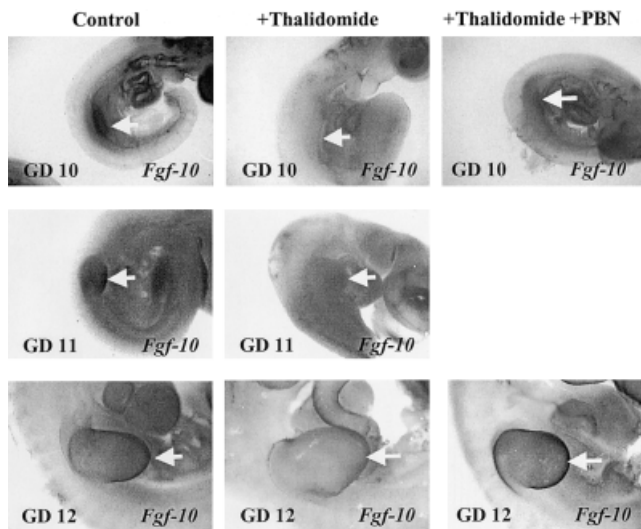 Control +Thalidomide +Thalidomide +PBN
GD 10 Fgf-10 GD 10 Fgf-10 GD 10 Fgf-10
GD 11 Fgf-10 GD 11 Fgf-10
GD 12 Fgf-10 GD 12 Fgf-10 GD 12 Fgf-10